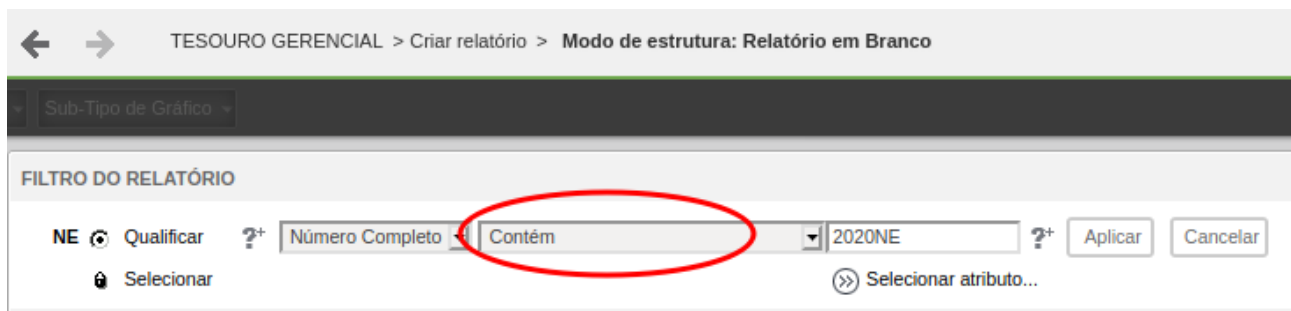 TESOURO GERENCIAL > Criar relatório > Modo de estrutura: Relatório em Branco
Sub-Tipo de Gráfico
FILTRO DO RELATÓRIO
NE Qualificar ?+ Número Completo Contém 2020NE ?+ Aplicar Cancelar
Selecionar Selecionar atributo...